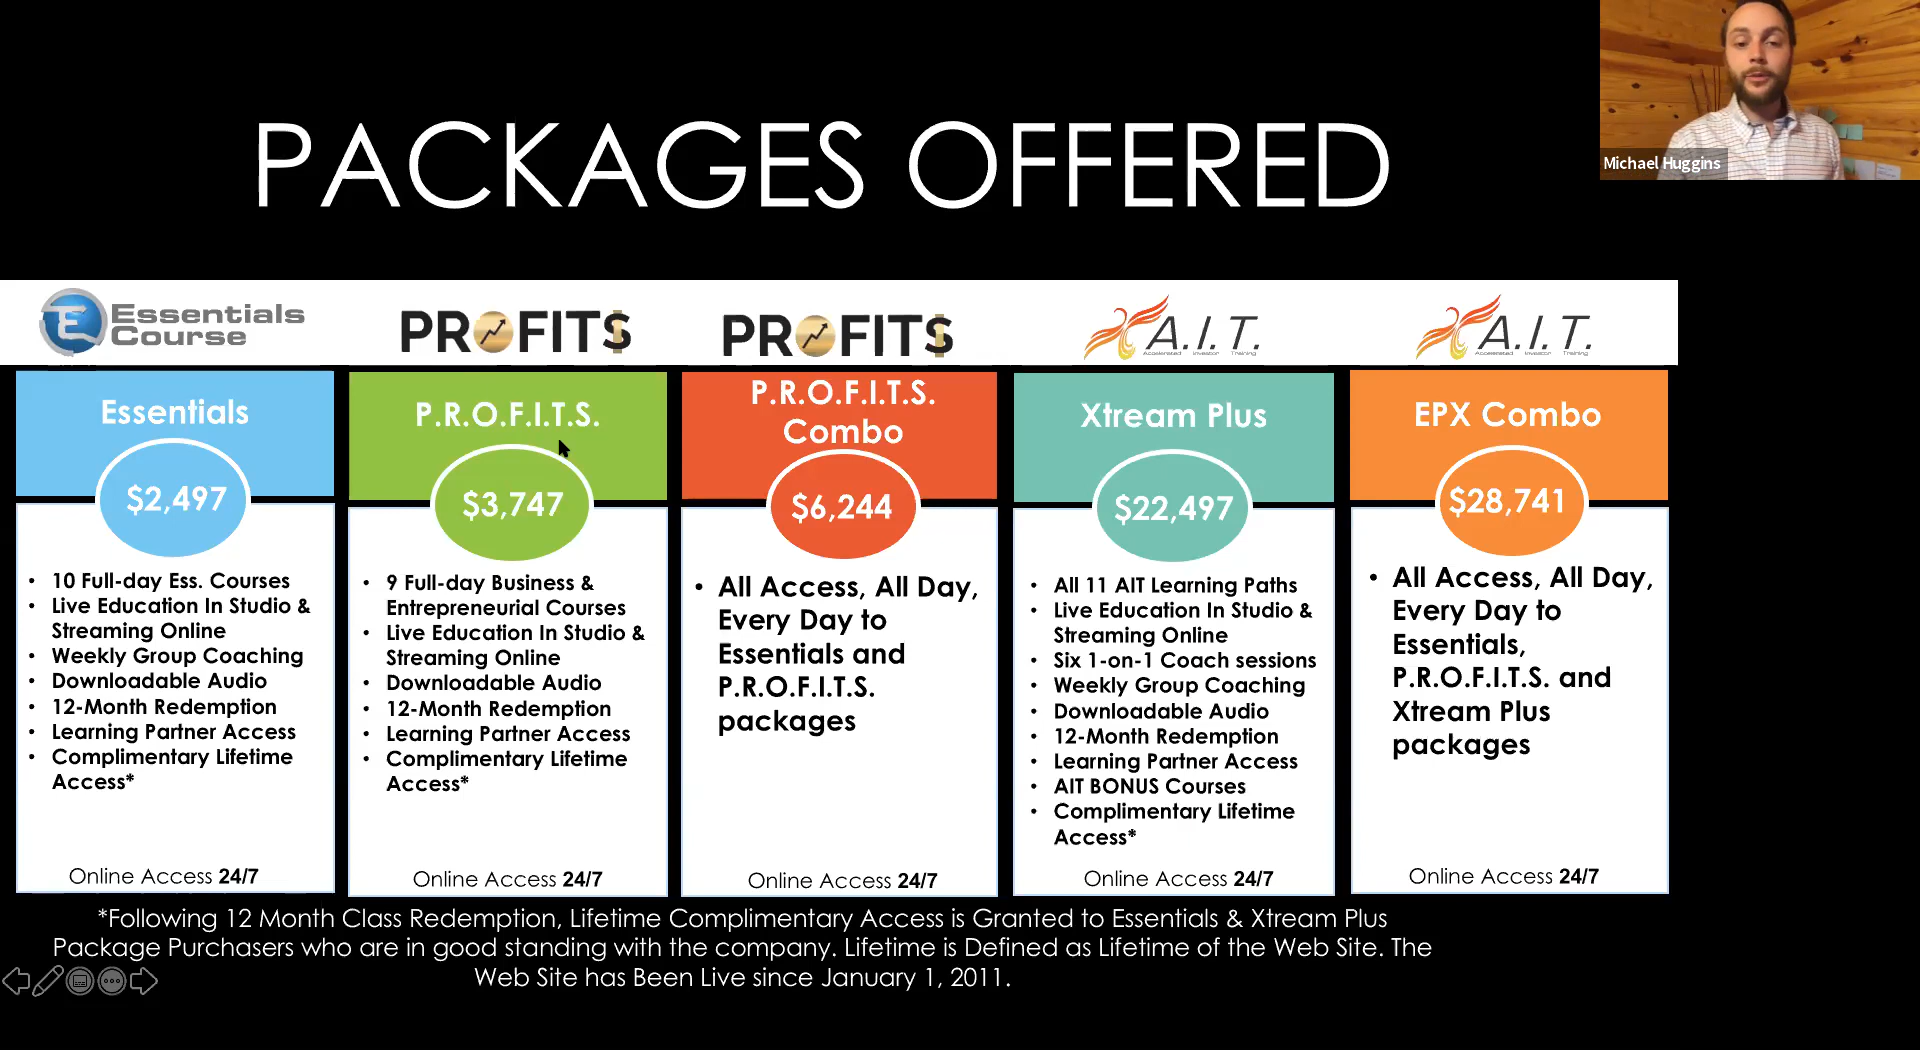 PACKAGES OFFERED
Michael Huggins
E Essentials
Course
PROFITS
PROFITS
A.I.T.
Accelerated Investor Training
A.I.T.
Accelerated Investor Training
Essentials
$2,497
• 10 Full-day Ess. Courses
• Live Education In Studio &
Streaming Online
• Weekly Group Coaching
• Downloadable Audio
• 12-Month Redemption
• Learning Partner Access
• Complimentary Lifetime
Access*
Online Access 24/7
P.R.O.F.I.T.S.
$3,747
• 9 Full-day Business &
Entrepreneurial Courses
• Live Education In Studio &
Streaming Online
• Downloadable Audio
• 12-Month Redemption
• Learning Partner Access
• Complimentary Lifetime
Access*
Online Access 24/7
P.R.O.F.I.T.S.
Combo
$6,244
• All Access, All Day,
Every Day to
Essentials and
P.R.O.F.I.T.S.
packages
Online Access 24/7
Xtream Plus
$22,497
• All 11 AIT Learning Paths
• Live Education In Studio &
Streaming Online
• Six 1-on-1 Coach sessions
• Weekly Group Coaching
• Downloadable Audio
• 12-Month Redemption
• Learning Partner Access
• AIT BONUS Courses
• Complimentary Lifetime
Access*
Online Access 24/7
EPX Combo
$28,741
• All Access, All Day,
Every Day to
Essentials,
P.R.O.F.I.T.S. and
Xtream Plus
packages
Online Access 24/7
*Following 12 Month Class Redemption, Lifetime Complimentary Access is Granted to Essentials & Xtream Plus
Package Purchasers who are in good standing with the company. Lifetime is Defined as Lifetime of the Web Site. The
Web Site has Been Live since January 1, 2011.